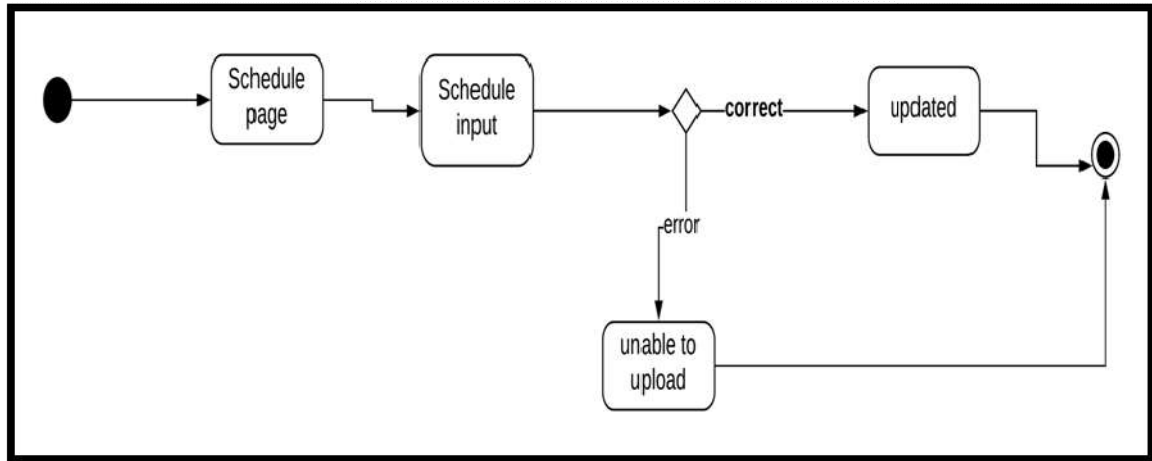 Schedule
page
Schedule
input
correct
updated
error
unable to
upload